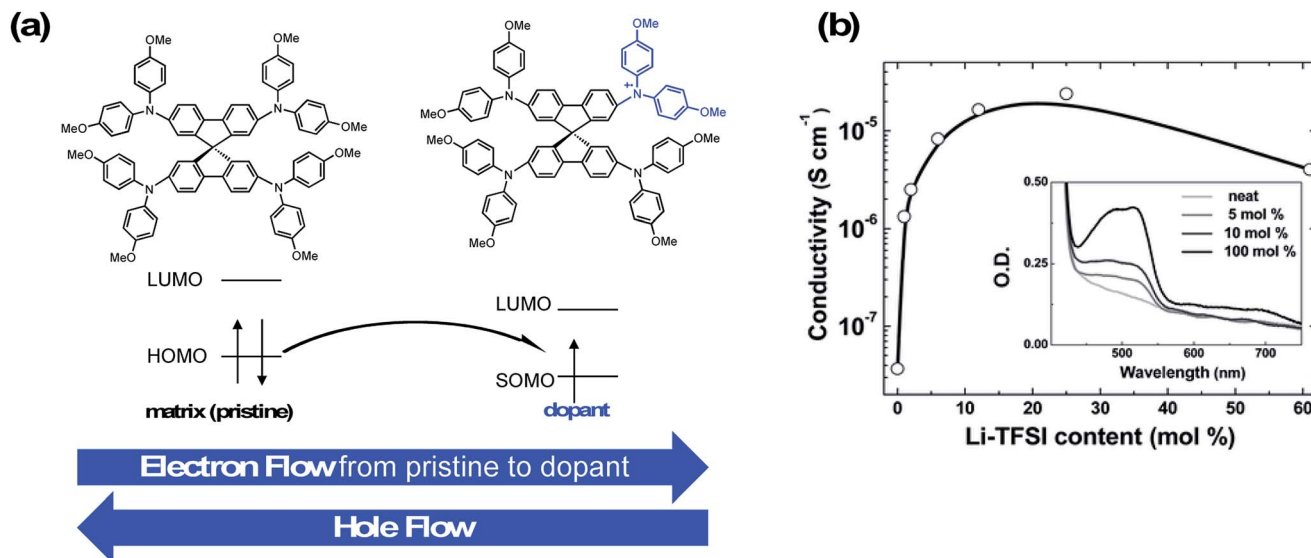 (a)
OMe
OMe
MeO
N
N
OMe
MeO
OMe
N
N
MeO
OMe
OMe
OMe
MeO
N
+•
N
OMe
MeO
OMe
N
N
MeO
OMe
LUMO
HOMO
matrix (pristine)
LUMO
SOMO
dopant
Electron Flow from pristine to dopant
Hole Flow
(b)
Conductivity (S cm⁻¹)
10⁻⁵
10⁻⁶
10⁻⁷
0
10
20
30
40
50
60
Li-TFSI content (mol %)
O.D.
0.50
0.25
0.00
neat
5 mol %
10 mol %
100 mol %
500
600
700
Wavelength (nm)